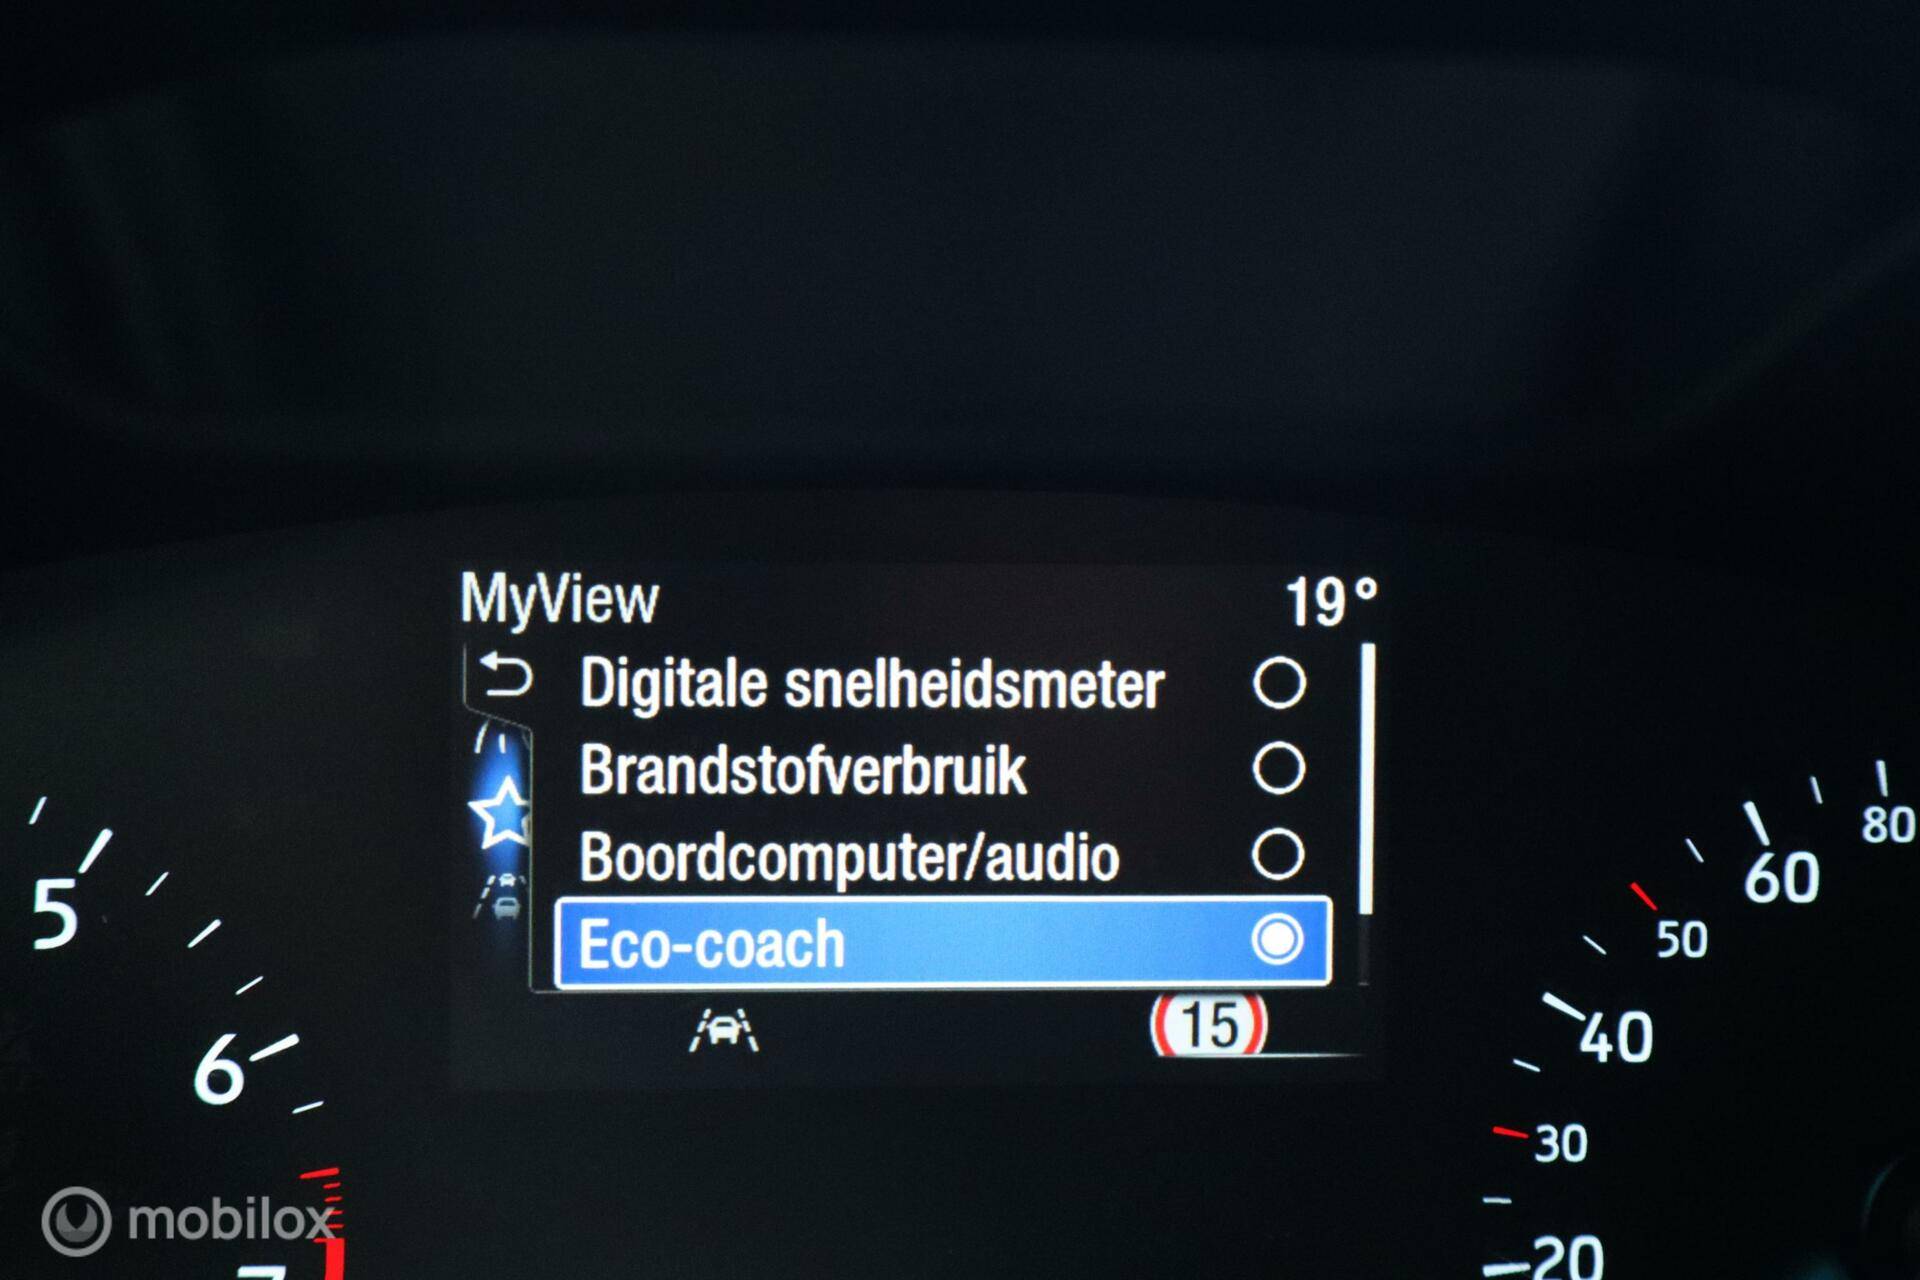 MyView 19°
Digitale snelheidsmeter
Brandstofverbruik
Boordcomputer/audio
Eco-coach
15
5
6
7
80
60
50
40
30
20
mobilox